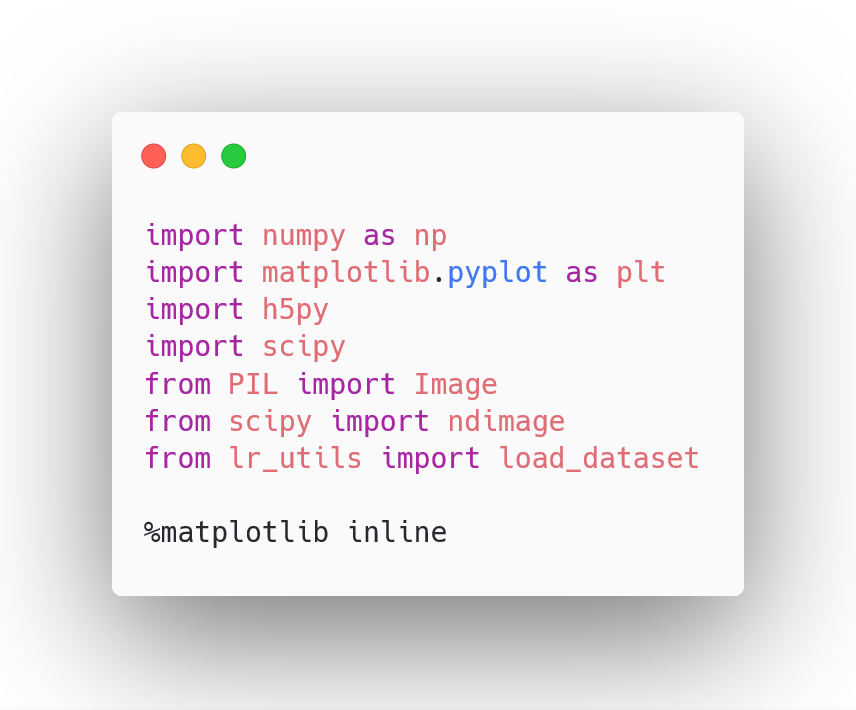 import numpy as np
import matplotlib.pyplot as plt
import h5py
import scipy
from PIL import Image
from scipy import ndimage
from lr_utils import load_dataset
%matplotlib inline